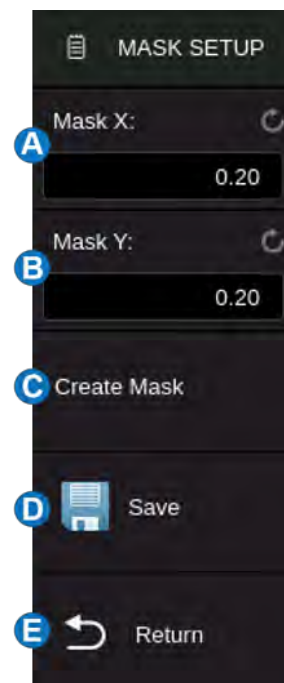 MASK SETUP
Mask X:
A
0.20
Mask Y:
B
0.20
C Create Mask
D Save
E Return